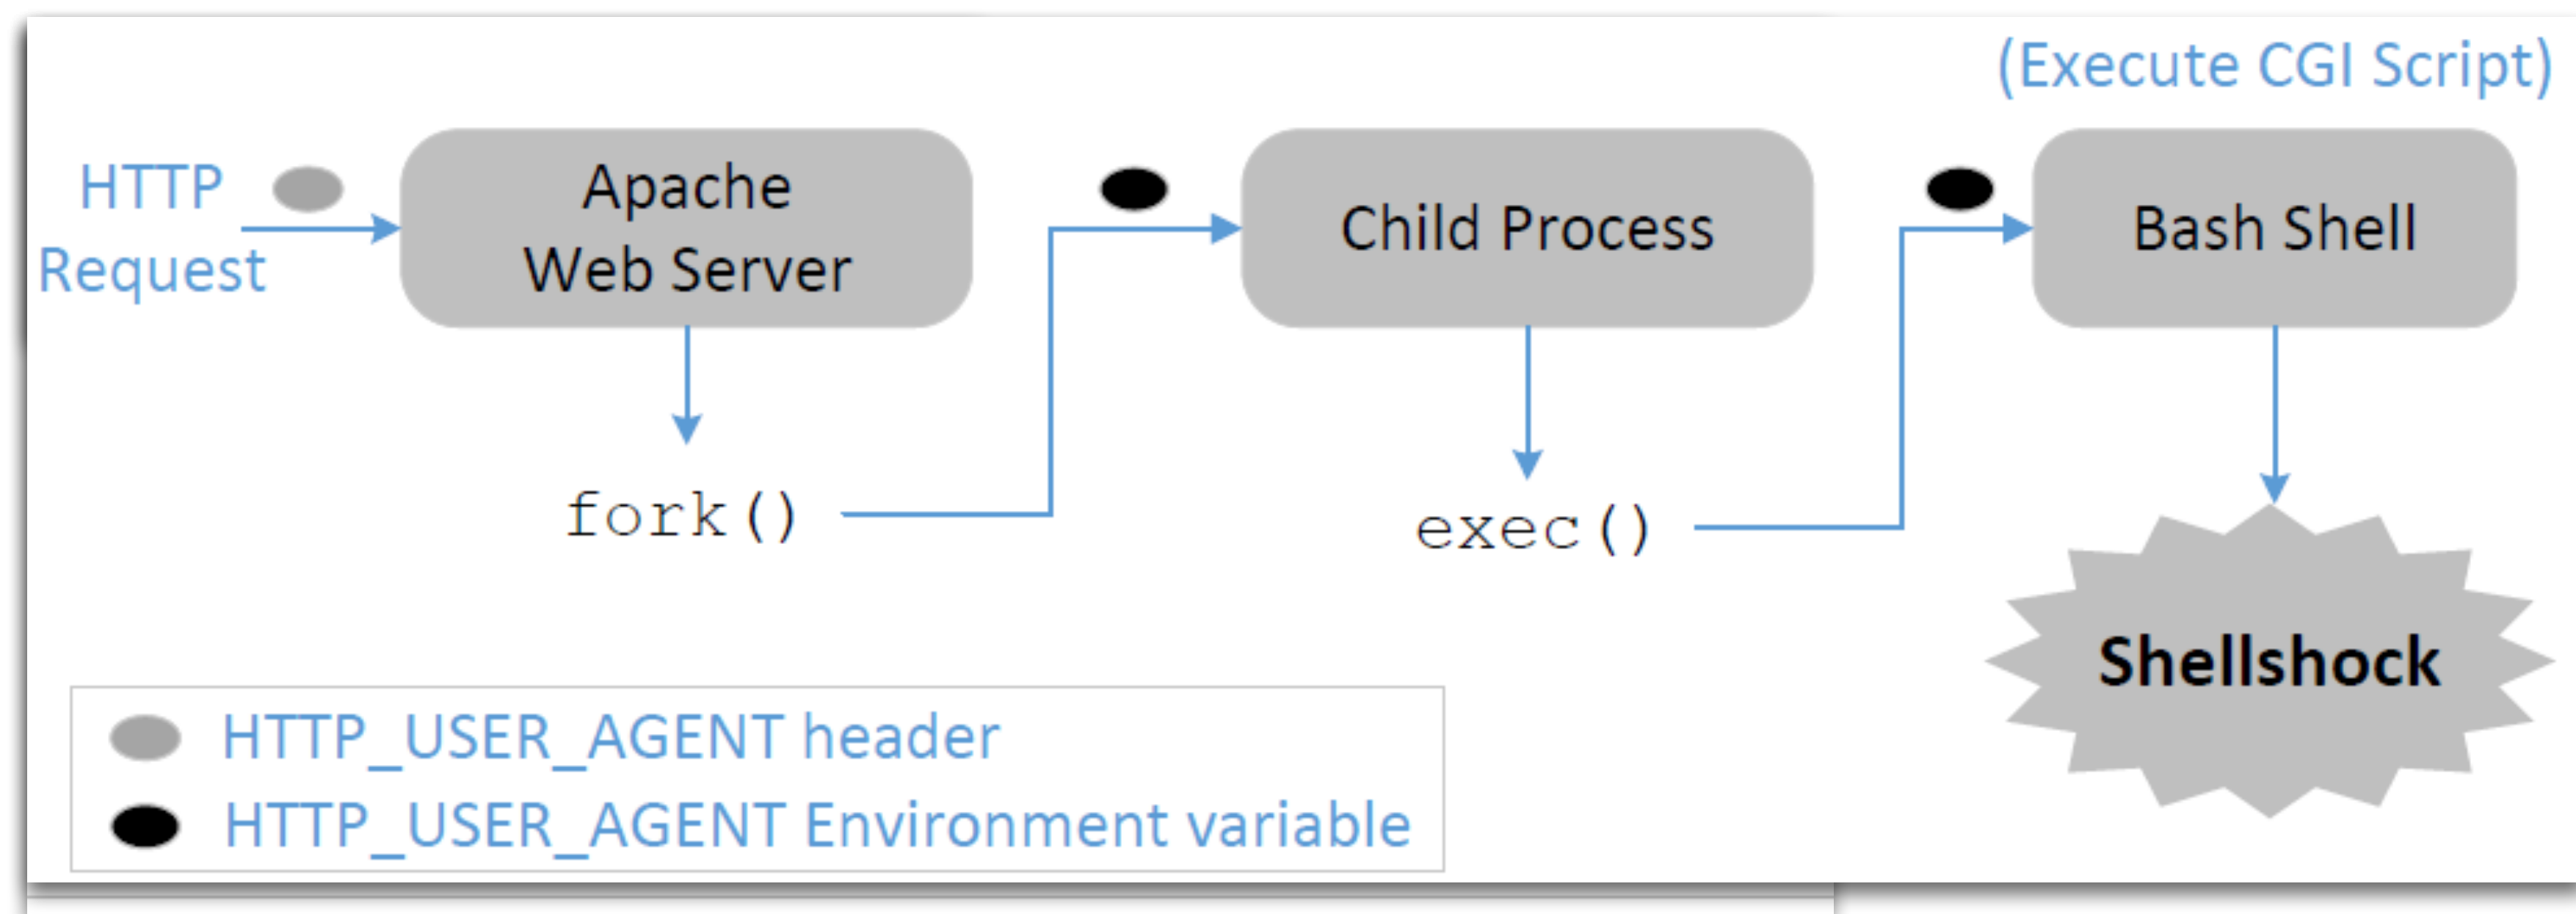 (Execute CGI Script)
HTTP
Request
Apache
Web Server
Child Process
Bash Shell
fork()
exec()
Shellshock
HTTP_USER_AGENT header
HTTP_USER_AGENT Environment variable